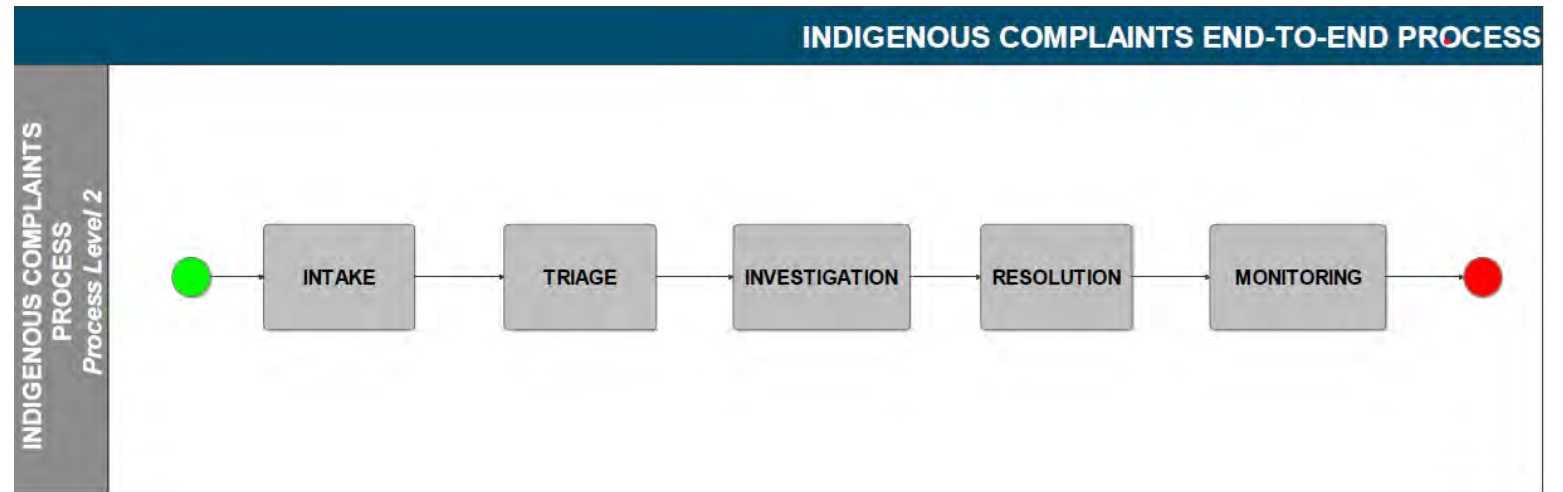 INDIGENOUS COMPLAINTS END-TO-END PROCESS
INDIGENOUS COMPLAINTS
PROCESS
Process Level 2
INTAKE
TRIAGE
INVESTIGATION
RESOLUTION
MONITORING